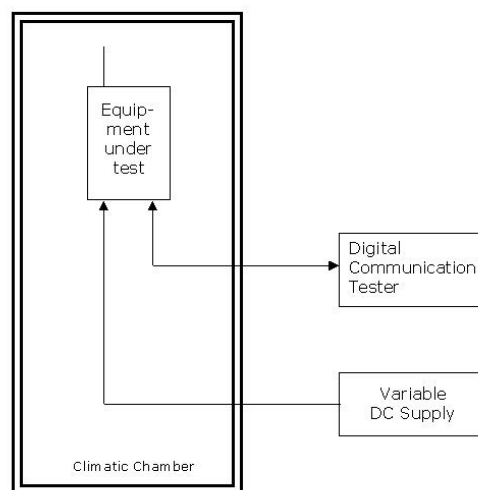 Equip-
ment
under
test
Digital
Communication
Tester
Variable
DC Supply
Climatic Chamber